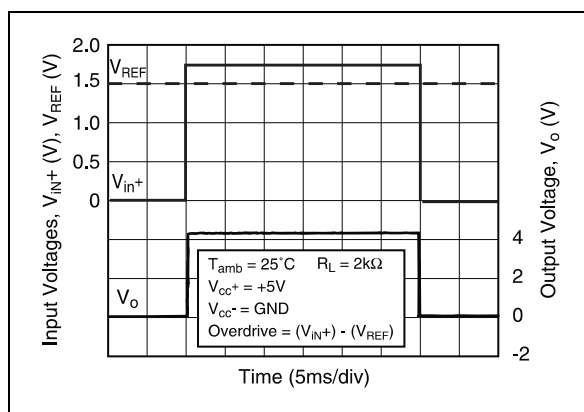 Input Voltages, V_IN+ (V), V_REF (V)
2.0
1.5
1.0
0.5
0
V_REF
V_in+
V_o
T_amb = 25°C R_L = 2kΩ
V_cc+ = +5V
V_cc- = GND
Overdrive = (V_IN+) - (V_REF)
4
2
0
-2
Output Voltage, V_o (V)
Time (5ms/div)